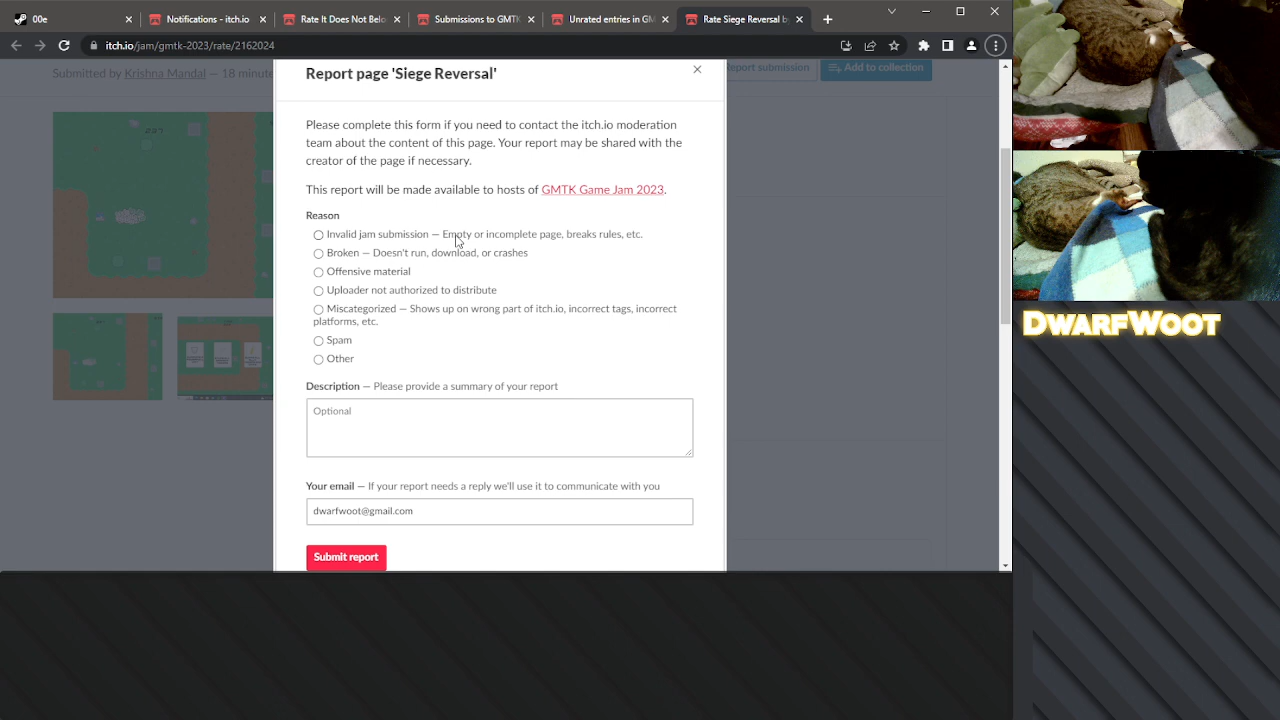 00e
Notifications - itch.io
Rate It Does Not Belo
Submissions to GMTK
Unrated entries in GM
Rate Siege Reversal b
itch.io/jam/gmtk-2023/rate/2162024
Submitted by Krishna Mandal — 18 minute
Report submission
Add to collection
Report page 'Siege Reversal'
Please complete this form if you need to contact the itch.io moderation
team about the content of this page. Your report may be shared with the
creator of the page if necessary.
This report will be made available to hosts of GMTK Game Jam 2023.
Reason
Invalid jam submission — Empty or incomplete page, breaks rules, etc.
Broken — Doesn't run, download, or crashes
Offensive material
Uploader not authorized to distribute
Miscategorized — Shows up on wrong part of itch.io, incorrect tags, incorrect
platforms, etc.
Spam
Other
Description — Please provide a summary of your report
Optional
Your email — If your report needs a reply we'll use it to communicate with you
dwarfwoot@gmail.com
Submit report
DWARFWOOT